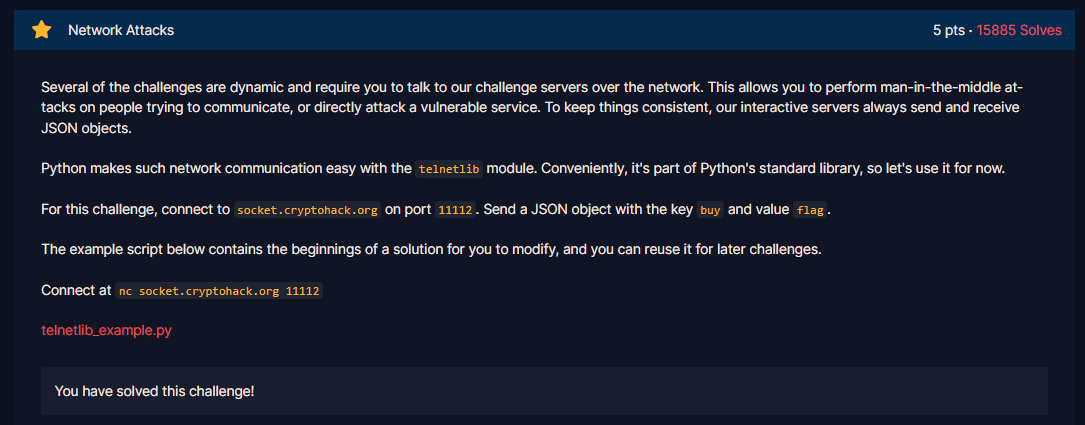 Network Attacks
5 pts · 15885 Solves
Several of the challenges are dynamic and require you to talk to our challenge servers over the network. This allows you to perform man-in-the-middle at-
tacks on people trying to communicate, or directly attack a vulnerable service. To keep things consistent, our interactive servers always send and receive
JSON objects.
Python makes such network communication easy with the telnetlib module. Conveniently, it's part of Python's standard library, so let's use it for now.
For this challenge, connect to socket.cryptohack.org on port 11112. Send a JSON object with the key buy and value flag.
The example script below contains the beginnings of a solution for you to modify, and you can reuse it for later challenges.
Connect at nc socket.cryptohack.org 11112
telnetlib_example.py
You have solved this challenge!